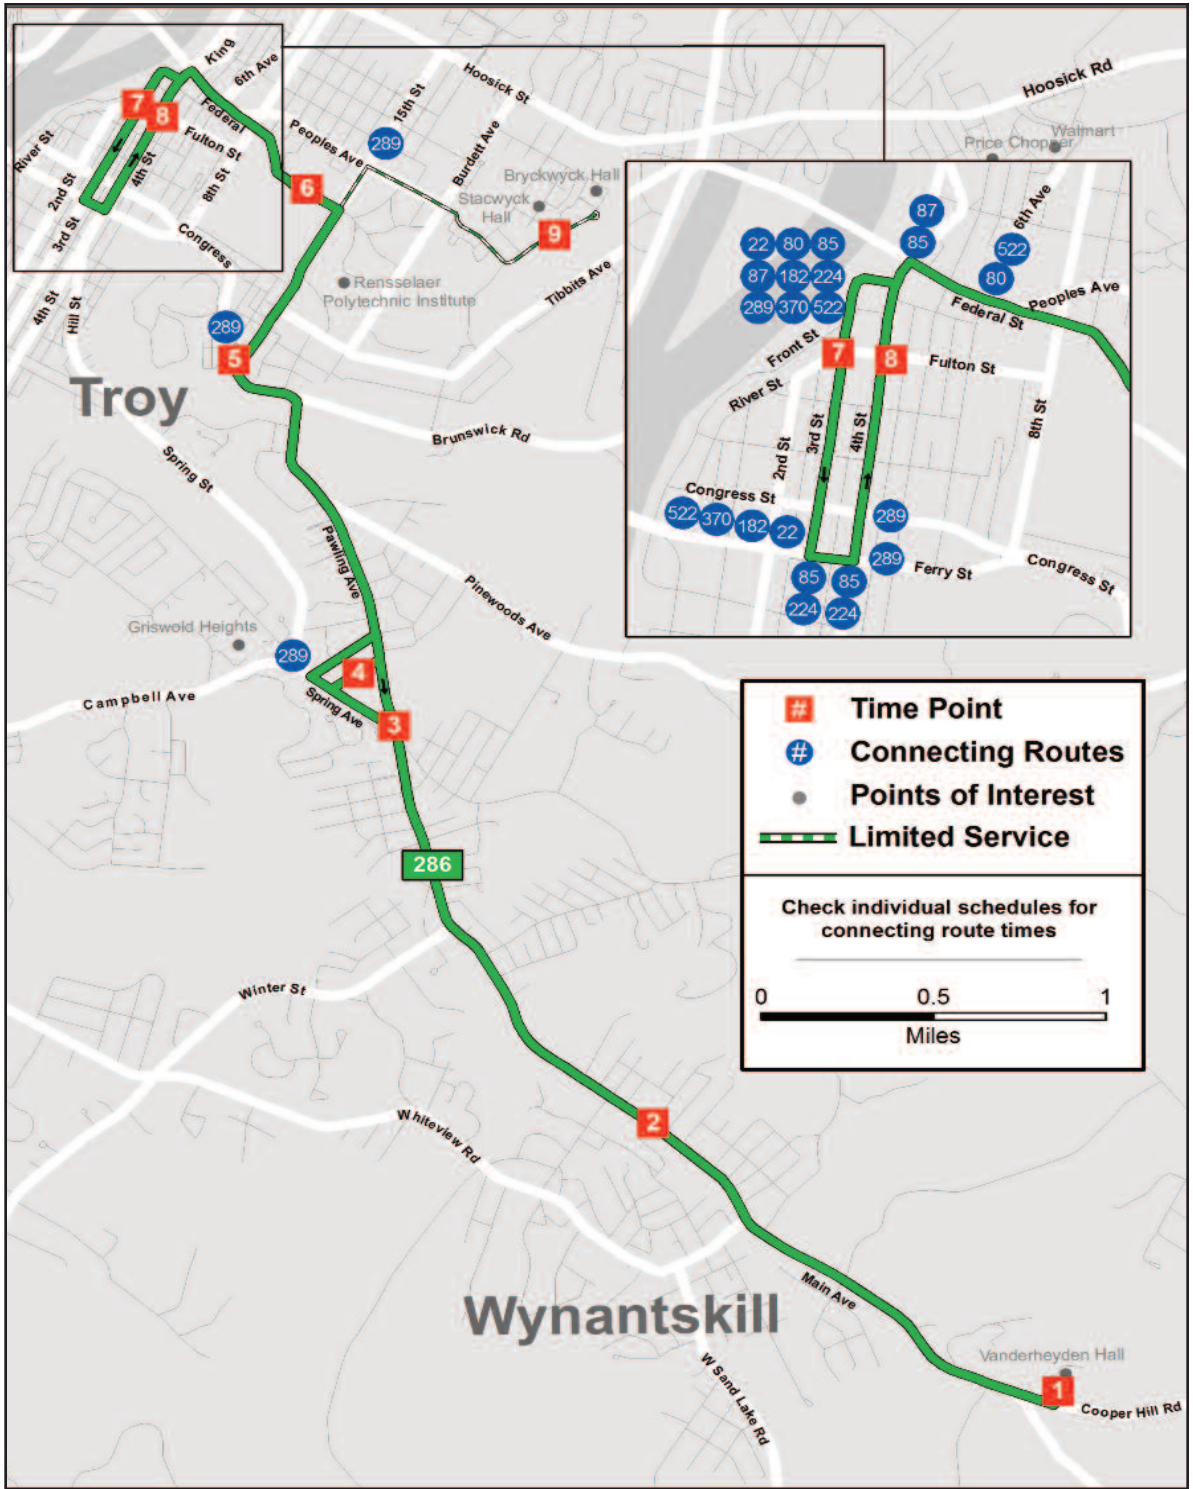 King
6th Ave
Hoosick St
Hoosick Rd
15th St
Federal
7
8
River St
Fulton St
Peoples Ave
289
Burdett Ave
Price Chopper
Walmart
2nd St
4th St
8th St
6
Bryckwyck Hall
Stacwyck
Hall
9
3rd St
Congress
4th St
Hill St
Rensselaer
Polytechnic Institute
Tibbits Ave
289
5
Troy
Brunswick Rd
Spring St
Pawling Ave
Pinewoods Ave
Griswold Heights
289
4
Campbell Ave
Spring Ave
3
286
Winter St
Whiteview Rd
2
Main Ave
Wynantskill
W Sand Lake Rd
Vanderheyden Hall
1
Cooper Hill Rd
87
85
6th Ave
522
80
22 80 85
87 182 224
289 370 522
Peoples Ave
Federal St
Front St
7
8
Fulton St
River St
2nd St
3rd St
4th St
8th St
Congress St
522 370 182 22
289
289
Ferry St
Congress St
85 85
224 224
# Time Point
# Connecting Routes
Points of Interest
Limited Service
Check individual schedules for
connecting route times
0 0.5 1
Miles